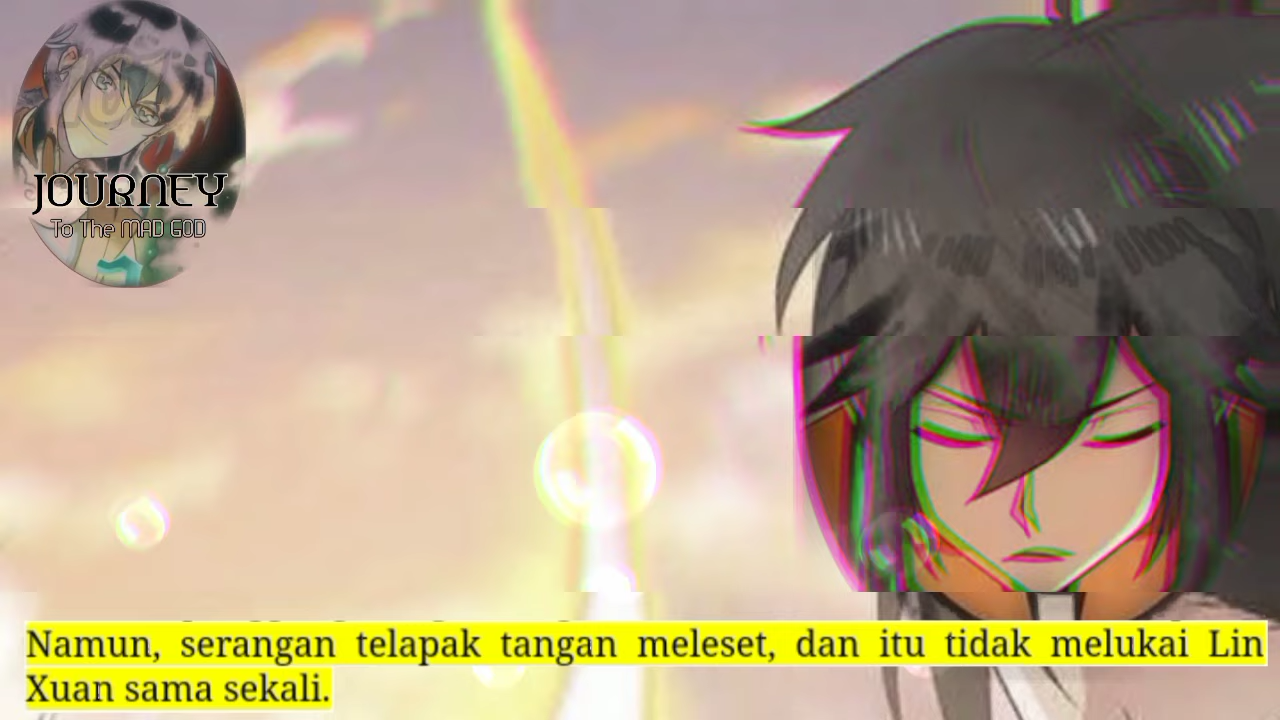 JOURNEY
To The MAD GOD
Namun, serangan telapak tangan meleset, dan itu tidak melukai Lin
Xuan sama sekali.